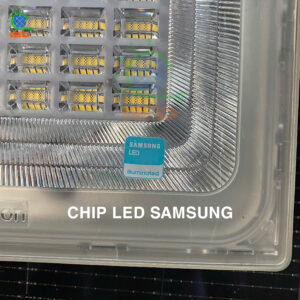 SAMSUNG
LED
illuminated
CHIP LED SAMSUNG